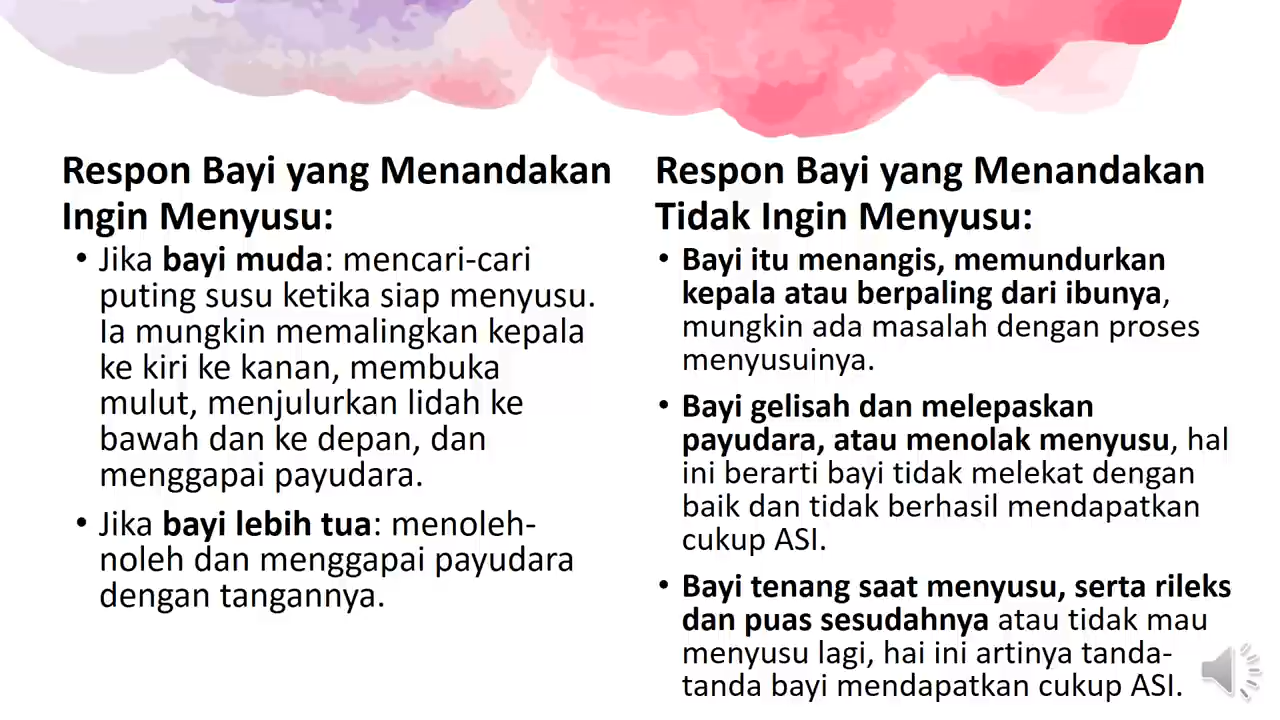 Respon Bayi yang Menandakan
Ingin Menyusu:
• Jika bayi muda: mencari-cari
puting susu ketika siap menyusu.
Ia mungkin memalingkan kepala
ke kiri ke kanan, membuka
mulut, menjulurkan lidah ke
bawah dan ke depan, dan
menggapai payudara.
• Jika bayi lebih tua: menoleh-
noleh dan menggapai payudara
dengan tangannya.
Respon Bayi yang Menandakan
Tidak Ingin Menyusu:
• Bayi itu menangis, memundurkan
kepala atau berpaling dari ibunya,
mungkin ada masalah dengan proses
menyusuinya.
• Bayi gelisah dan melepaskan
payudara, atau menolak menyusu, hal
ini berarti bayi tidak melekat dengan
baik dan tidak berhasil mendapatkan
cukup ASI.
• Bayi tenang saat menyusu, serta rileks
dan puas sesudahnya atau tidak mau
menyusu lagi, hai ini artinya tanda-
tanda bayi mendapatkan cukup ASI.